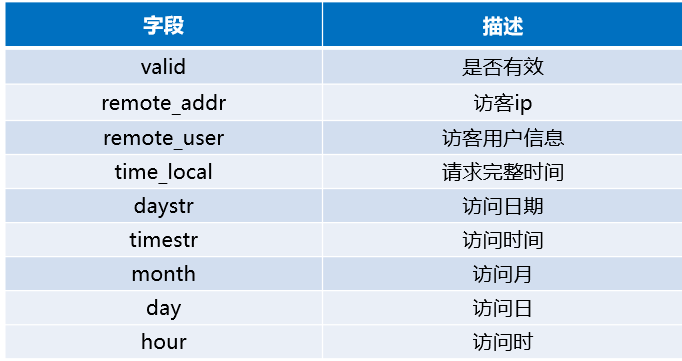 字段 描述
valid 是否有效
remote_addr 访客ip
remote_user 访客用户信息
time_local 请求完整时间
daystr 访问日期
timestr 访问时间
month 访问月
day 访问日
hour 访问时